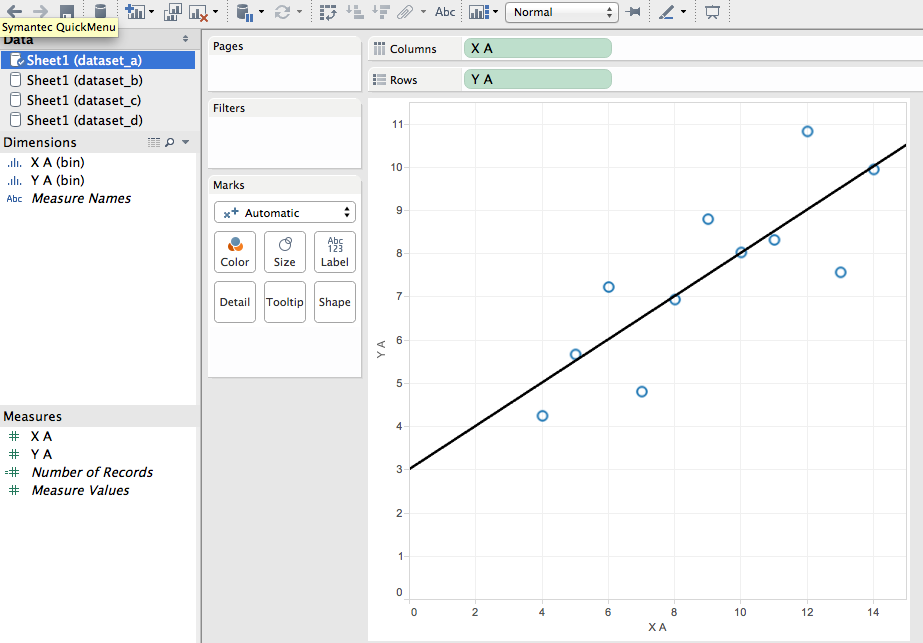 Abc
Normal
Symantec QuickMenu
Data
Sheet1 (dataset_a)
Sheet1 (dataset_b)
Sheet1 (dataset_c)
Sheet1 (dataset_d)
Dimensions
X A (bin)
Y A (bin)
Abc Measure Names
Measures
X A
Y A
Number of Records
Measure Values
Pages
Filters
Marks
Automatic
Color
Size
Abc
123
Label
Detail
Tooltip
Shape
Columns
X A
Rows
Y A
11
10
9
8
7
6
5
4
3
2
1
0
Y A
0 2 4 6 8 10 12 14
X A